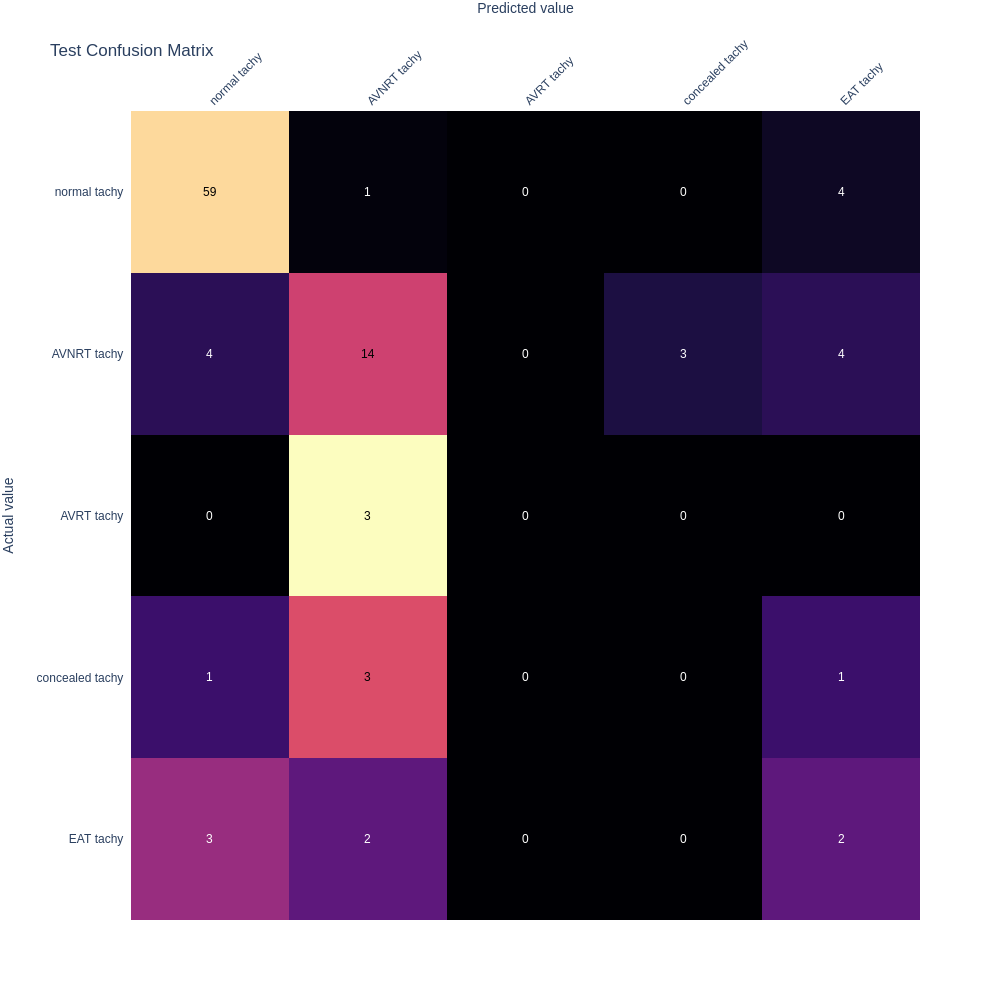 Predicted value
Test Confusion Matrix
normal tachy AVNRT tachy AVRT tachy concealed tachy EAT tachy
normal tachy 59 1 0 0 4
AVNRT tachy 4 14 0 3 4
Actual value
AVRT tachy 0 3 0 0 0
concealed tachy 1 3 0 0 1
EAT tachy 3 2 0 0 2